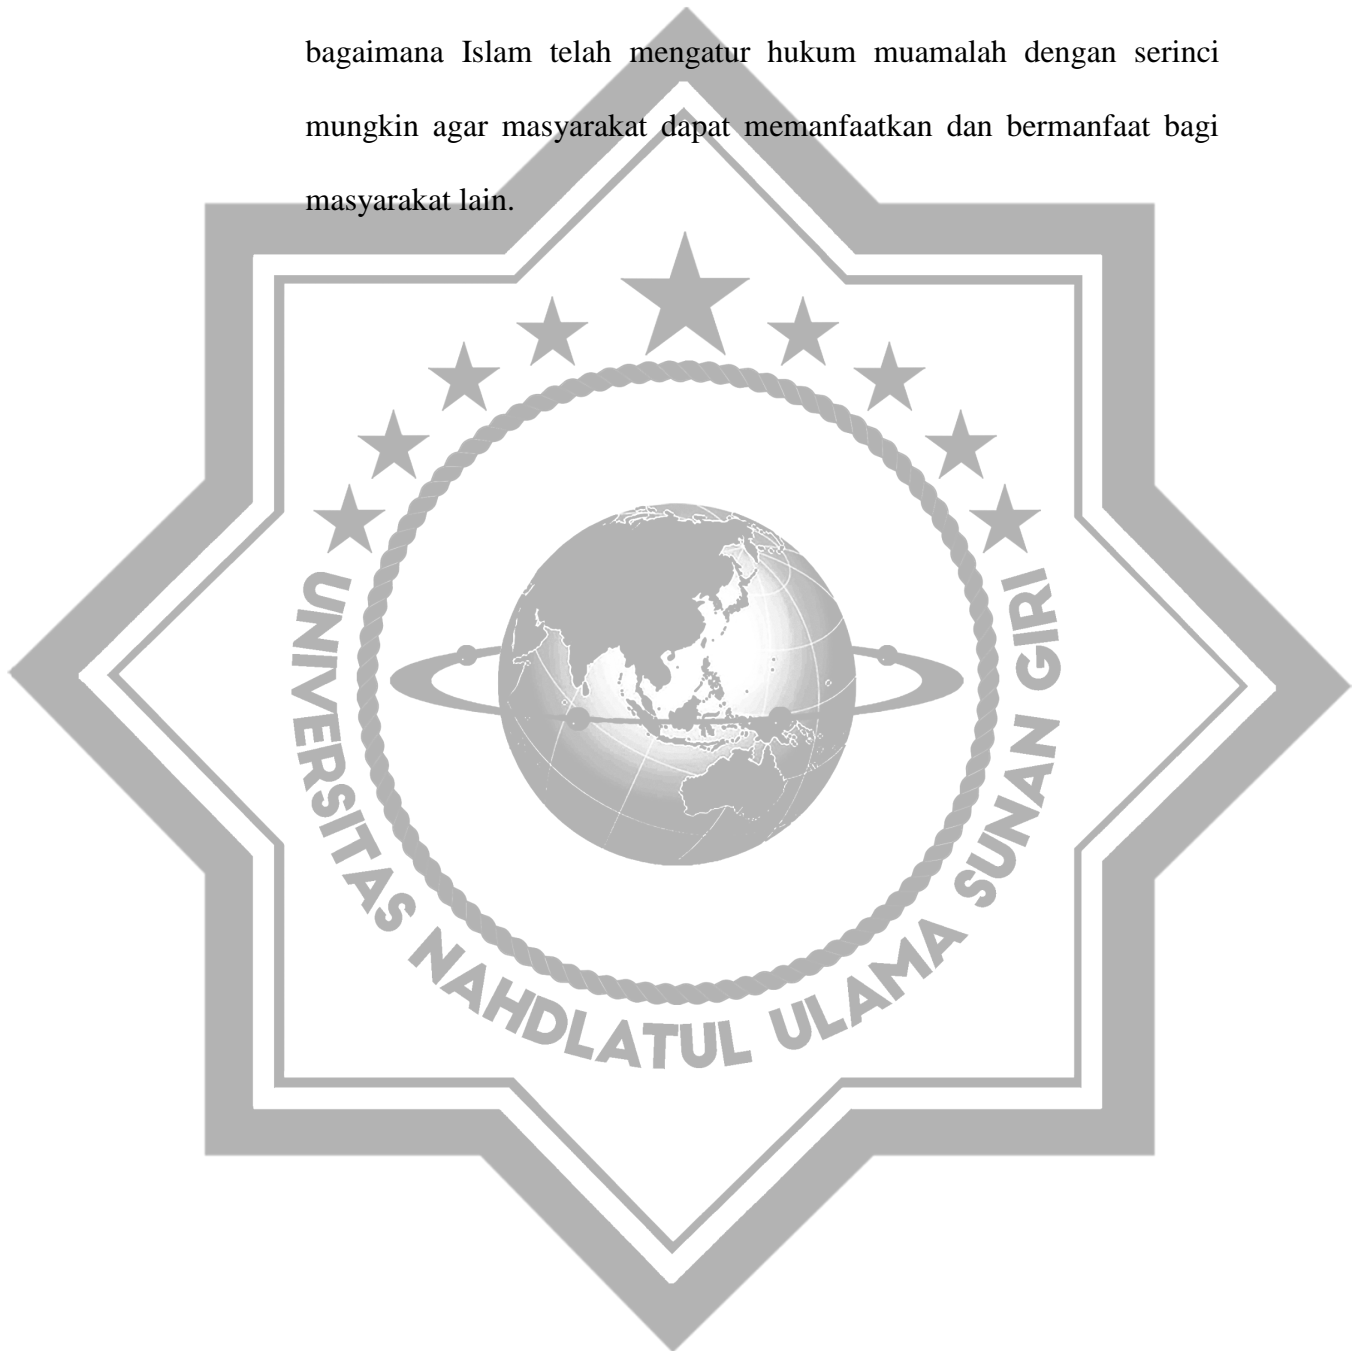 bagaimana Islam telah mengatur hukum muamalah dengan serinci
mungkin agar masyarakat dapat memanfaatkan dan bermanfaat bagi
masyarakat lain.
UNIVERSITAS NAHDLATUL ULAMA SUNAN GIRI